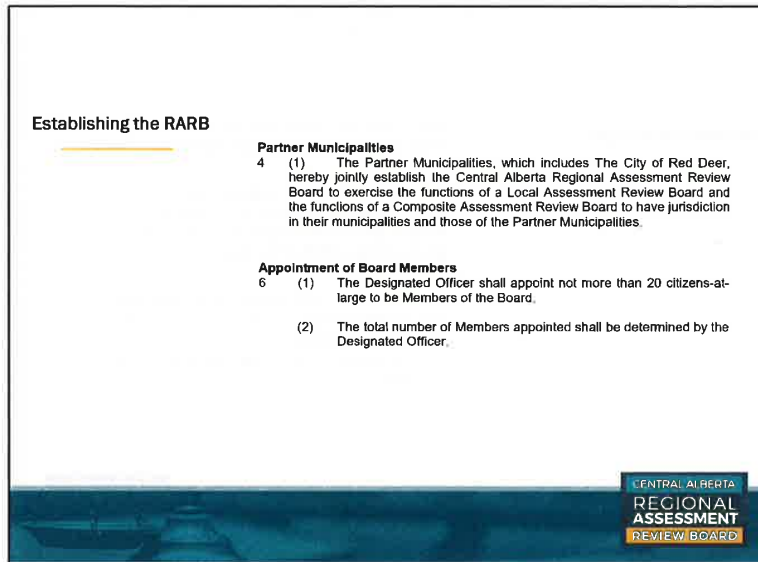 Establishing the RARB
Partner Municipalities
4 (1) The Partner Municipalities, which includes The City of Red Deer,
hereby jointly establish the Central Alberta Regional Assessment Review
Board to exercise the functions of a Local Assessment Review Board and
the functions of a Composite Assessment Review Board to have jurisdiction
in their municipalities and those of the Partner Municipalities.
Appointment of Board Members
6 (1) The Designated Officer shall appoint not more than 20 citizens-at-
large to be Members of the Board.
(2) The total number of Members appointed shall be determined by the
Designated Officer.
CENTRAL ALBERTA
REGIONAL
ASSESSMENT
REVIEW BOARD